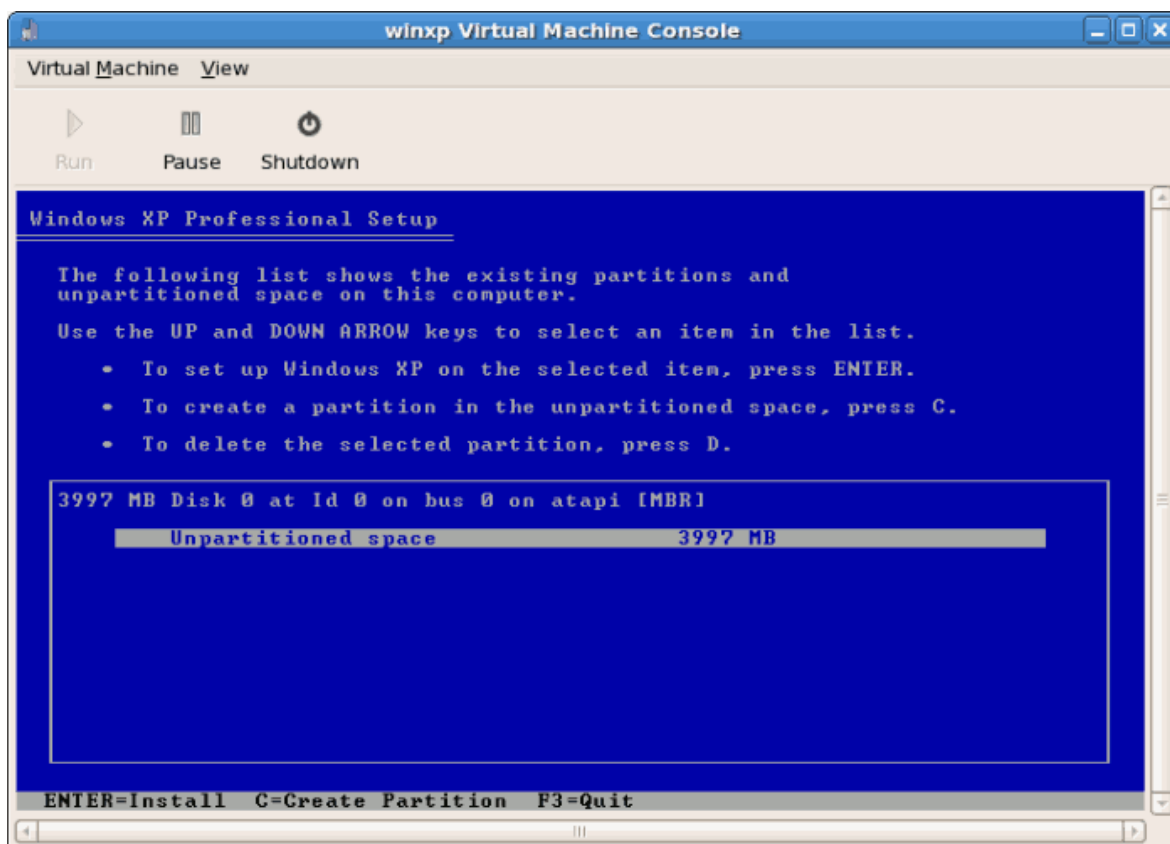 winxp Virtual Machine Console
Virtual Machine View
Run Pause Shutdown
Windows XP Professional Setup
The following list shows the existing partitions and
unpartitioned space on this computer.
Use the UP and DOWN ARROW keys to select an item in the list.
• To set up Windows XP on the selected item, press ENTER.
• To create a partition in the unpartitioned space, press C.
• To delete the selected partition, press D.
3997 MB Disk 0 at Id 0 on bus 0 on atapi [MBR]
Unpartitioned space 3997 MB
ENTER=Install C=Create Partition F3=Quit